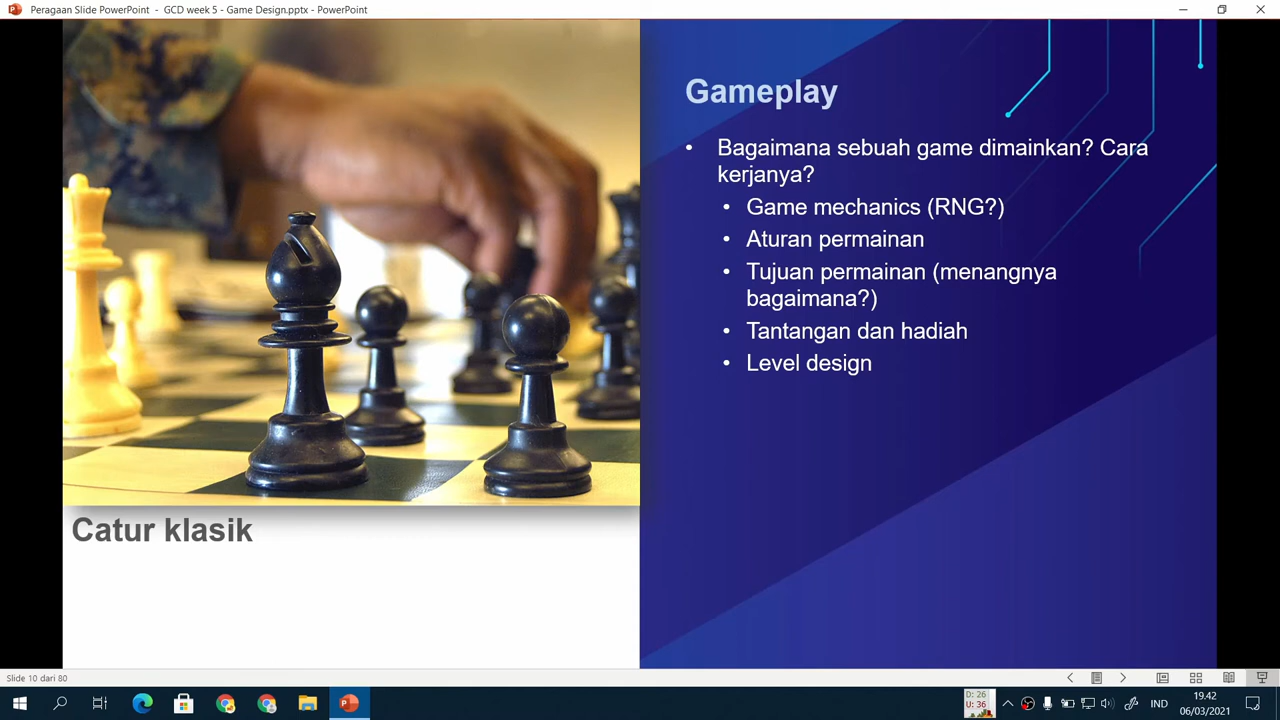 Peragaan Slide PowerPoint - GCD week 5 - Game Design.pptx - PowerPoint
Gameplay
• Bagaimana sebuah game dimainkan? Cara
kerjanya?
• Game mechanics (RNG?)
• Aturan permainan
• Tujuan permainan (menangnya
bagaimana?)
• Tantangan dan hadiah
• Level design
Catur klasik
Slide 10 dari 80
D: 26
U: 36
IND
19.42
06/03/2021